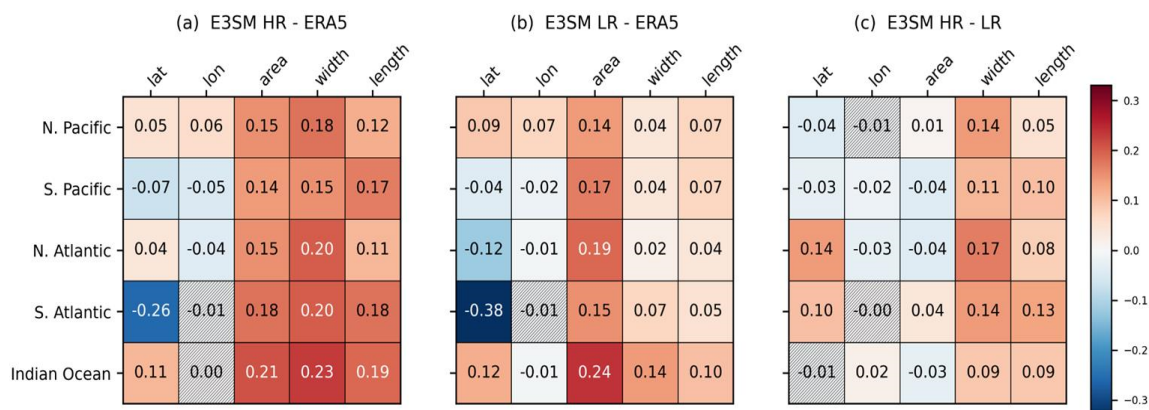 (a) E3SM HR - ERA5 (b) E3SM LR - ERA5 (c) E3SM HR - LR
lat lon area width length lat lon area width length lat lon area width length
N. Pacific 0.05 0.06 0.15 0.18 0.12 0.09 0.07 0.14 0.04 0.07 -0.04 -0.01 0.01 0.14 0.05
S. Pacific -0.07 -0.05 0.14 0.15 0.17 -0.04 -0.02 0.17 0.04 0.07 -0.03 -0.02 -0.04 0.11 0.10
N. Atlantic 0.04 -0.04 0.15 0.20 0.11 -0.12 -0.01 0.19 0.02 0.04 0.14 -0.03 -0.04 0.17 0.08
S. Atlantic -0.26 -0.01 0.18 0.20 0.18 -0.38 -0.01 0.15 0.07 0.05 0.10 -0.00 0.04 0.14 0.13
Indian Ocean 0.11 0.00 0.21 0.23 0.19 0.12 -0.01 0.24 0.14 0.10 -0.01 0.02 -0.03 0.09 0.09
0.3
0.2
0.1
0.0
-0.1
-0.2
-0.3